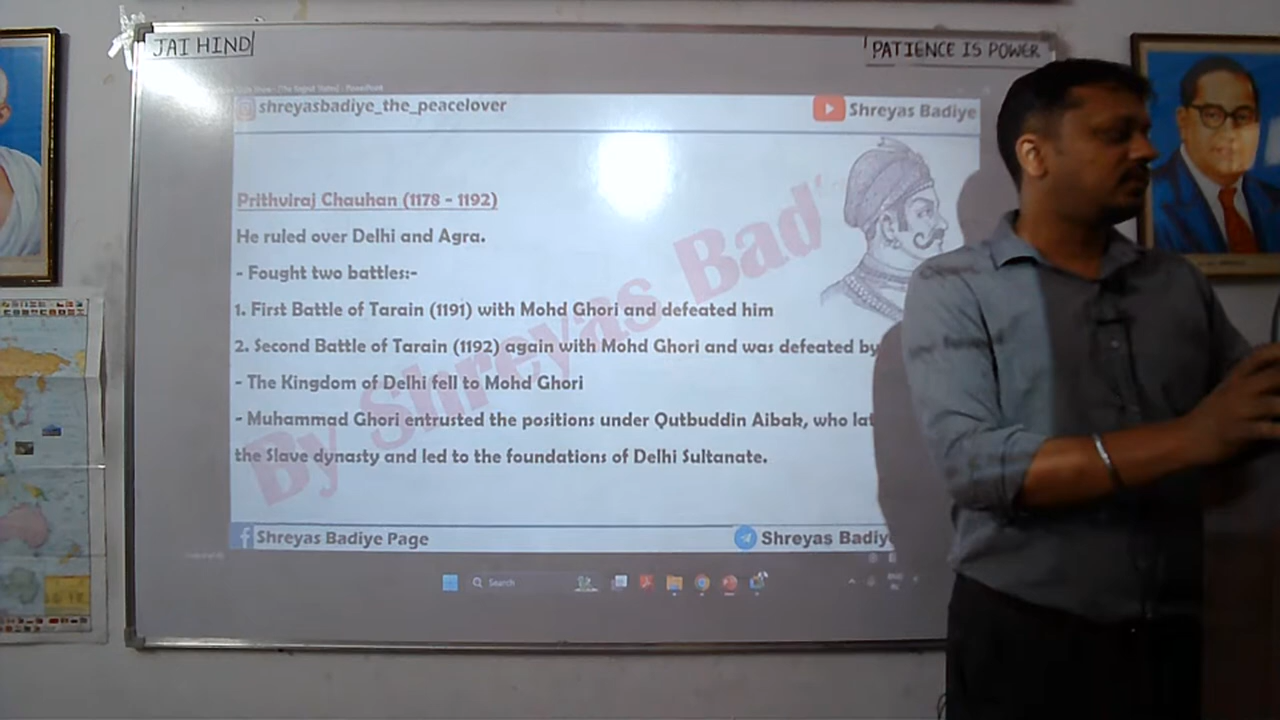 JAI HIND
PATIENCE IS POWER
shreyasbadiye_the_peacelover
Shreyas Badiye
Prithviraj Chauhan (1178 - 1192)
He ruled over Delhi and Agra.
- Fought two battles:-
1. First Battle of Tarain (1191) with Mohd Ghori and defeated him
2. Second Battle of Tarain (1192) again with Mohd Ghori and was defeated by
- The Kingdom of Delhi fell to Mohd Ghori
- Muhammad Ghori entrusted the positions under Qutbuddin Aibak, who lat
the Slave dynasty and led to the foundations of Delhi Sultanate.
By Shreyas Bad
Shreyas Badiye Page
Shreyas Badiy
Search